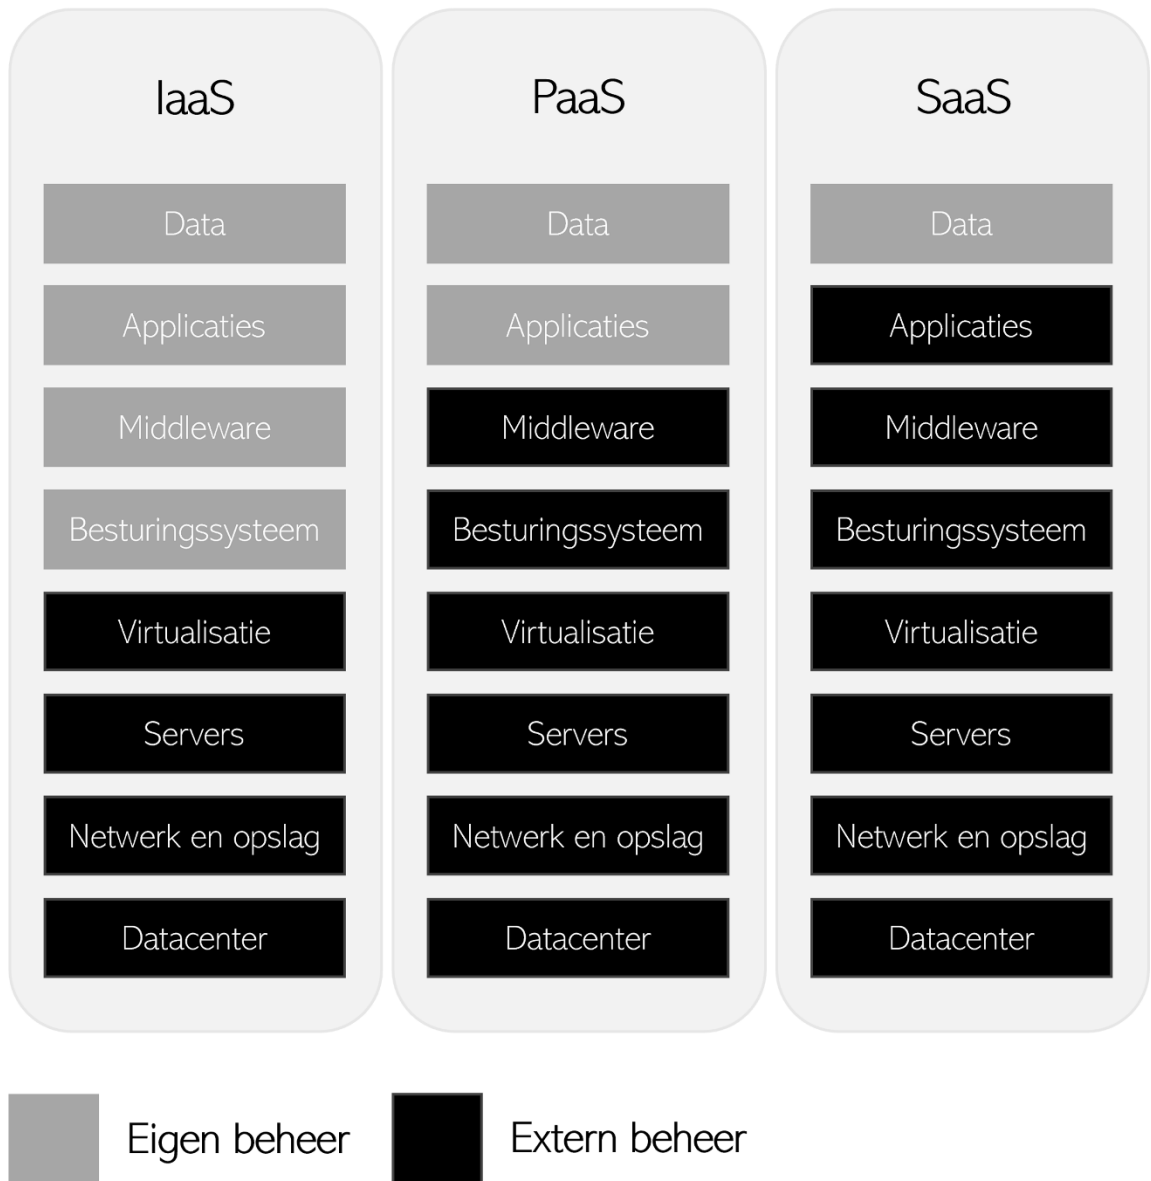 IaaS
Data
Applicaties
Middleware
Besturingssysteem
Virtualisatie
Servers
Netwerk en opslag
Datacenter
PaaS
Data
Applicaties
Middleware
Besturingssysteem
Virtualisatie
Servers
Netwerk en opslag
Datacenter
SaaS
Data
Applicaties
Middleware
Besturingssysteem
Virtualisatie
Servers
Netwerk en opslag
Datacenter
Eigen beheer
Extern beheer